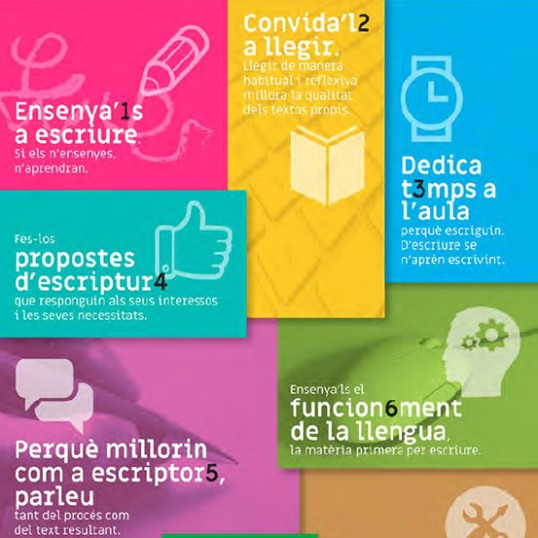 Ensenya'1s
a escriure.
Si els n'ensenyes,
n'aprendran.
Convida'l2
a llegir.
Llegir de manera
habitual i reflexiva
millora la qualitat
dels textos propis.
Dedica
t3mps a
l'aula
perquè escriguin.
D'escriure se
n'aprèn escrivint.
Fes-los
propostes
d'escriptur4
que responguin als seus interessos
i les seves necessitats.
Perquè millorin
com a escriptor5,
parleu
tant del procés com
del text resultant.
Ensenya'ls el
funcion6ment
de la llengua,
la matèria primera per escriure.